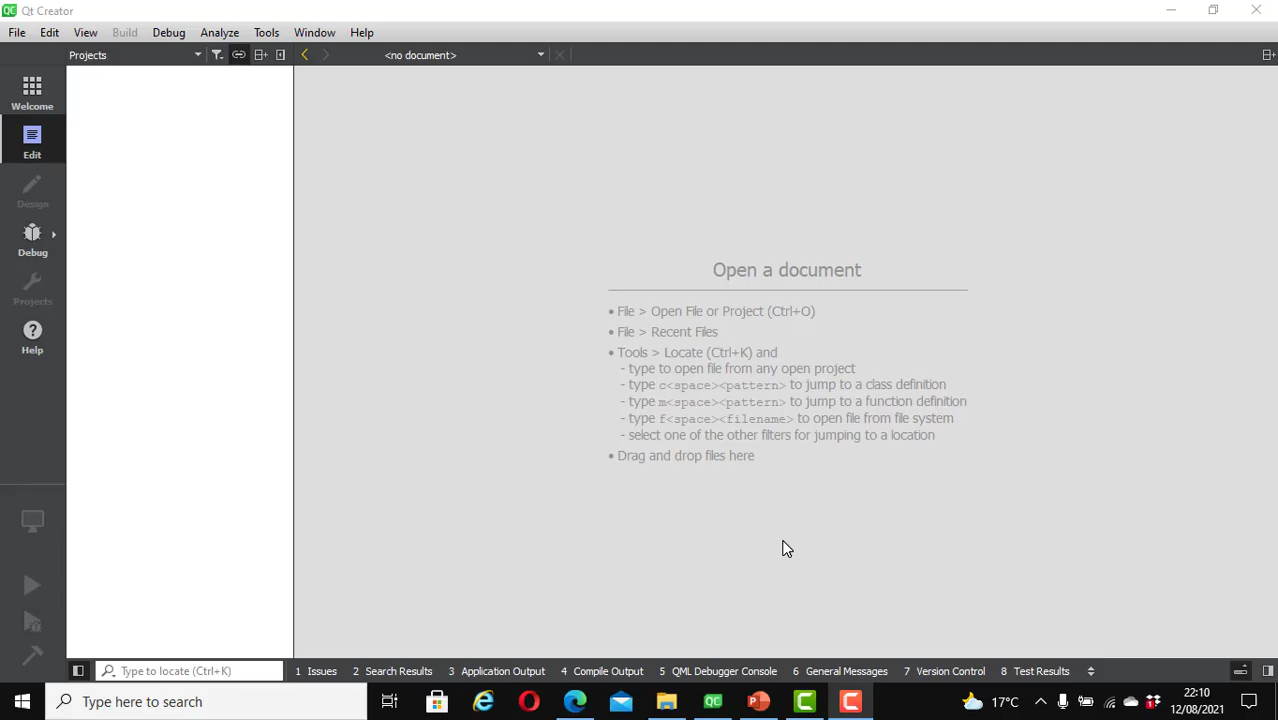 QC Qt Creator
File Edit View Build Debug Analyze Tools Window Help
Projects <no document>
Welcome
Edit
Design
Debug
Projects
Help
Open a document
• File > Open File or Project (Ctrl+O)
• File > Recent Files
• Tools > Locate (Ctrl+K) and
- type to open file from any open project
- type c<space><pattern> to jump to a class definition
- type m<space><pattern> to jump to a function definition
- type f<space><filename> to open file from file system
- select one of the other filters for jumping to a location
• Drag and drop files here
Type to locate (Ctrl+K) 1 Issues 2 Search Results 3 Application Output 4 Compile Output 5 QML Debugger Console 6 General Messages 7 Version Control 8 Test Results
Type here to search QC 17°C 1 22:10
12/08/2021